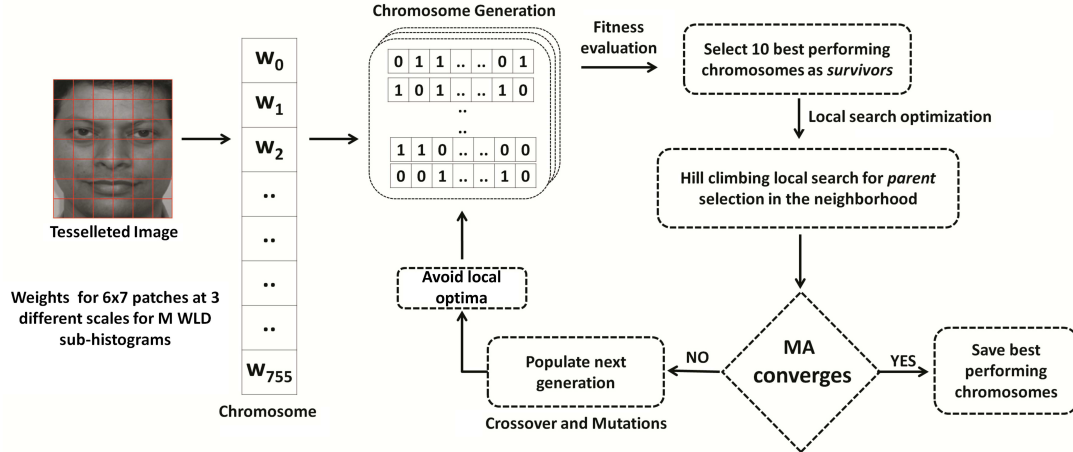 Chromosome Generation
Tesselleted Image
Weights for 6x7 patches at 3
different scales for M WLD
sub-histograms
W0
W1
W2
..
..
..
..
W755
Chromosome
0 1 1 .. .. 0 1
1 0 1 .. .. 1 0
..
..
1 1 0 .. .. 0 0
0 0 1 .. .. 1 0
Fitness
evaluation
Select 10 best performing
chromosomes as survivors
Local search optimization
Hill climbing local search for parent
selection in the neighborhood
MA
converges
YES
Save best
performing
chromosomes
NO
Populate next
generation
Crossover and Mutations
Avoid local
optima